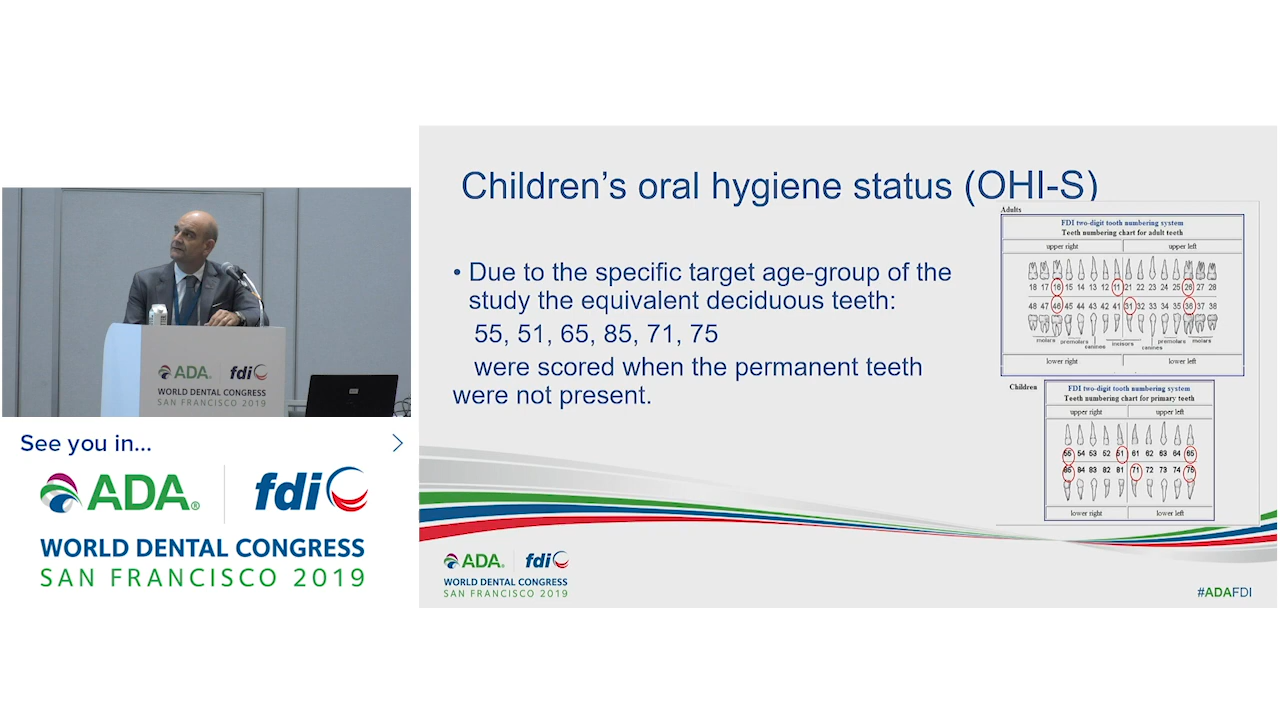 ADA. fdi
WORLD DENTAL CONGRESS
SAN FRANCISCO 2019
See you in...
ADA® fdi
WORLD DENTAL CONGRESS
SAN FRANCISCO 2019
Children's oral hygiene status (OHI-S)
• Due to the specific target age-group of the
study the equivalent deciduous teeth:
55, 51, 65, 85, 71, 75
were scored when the permanent teeth
were not present.
Adults
FDI two-digit tooth numbering system
Teeth numbering chart for adult teeth
upper right upper left
18 17 16 15 14 13 12 11 21 22 23 24 25 26 27 28
48 47 46 45 44 43 42 41 31 32 33 34 35 36 37 38
molars premolars canines incisors canines premolars molars
lower right lower left
Children
FDI two-digit tooth numbering system
Teeth numbering chart for primary teeth
upper right upper left
55 54 53 52 51 61 62 63 64 65
85 84 83 82 81 71 72 73 74 75
lower right lower left
ADA. fdi
WORLD DENTAL CONGRESS
SAN FRANCISCO 2019
#ADAFDI